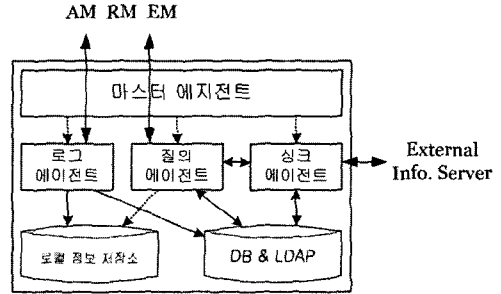 AM RM EM
마스터 에지전트
로그
에이전트
질의
에이전트
싱크
에이전트
External
Info. Server
로컬 정보 저장소
DB & LDAP